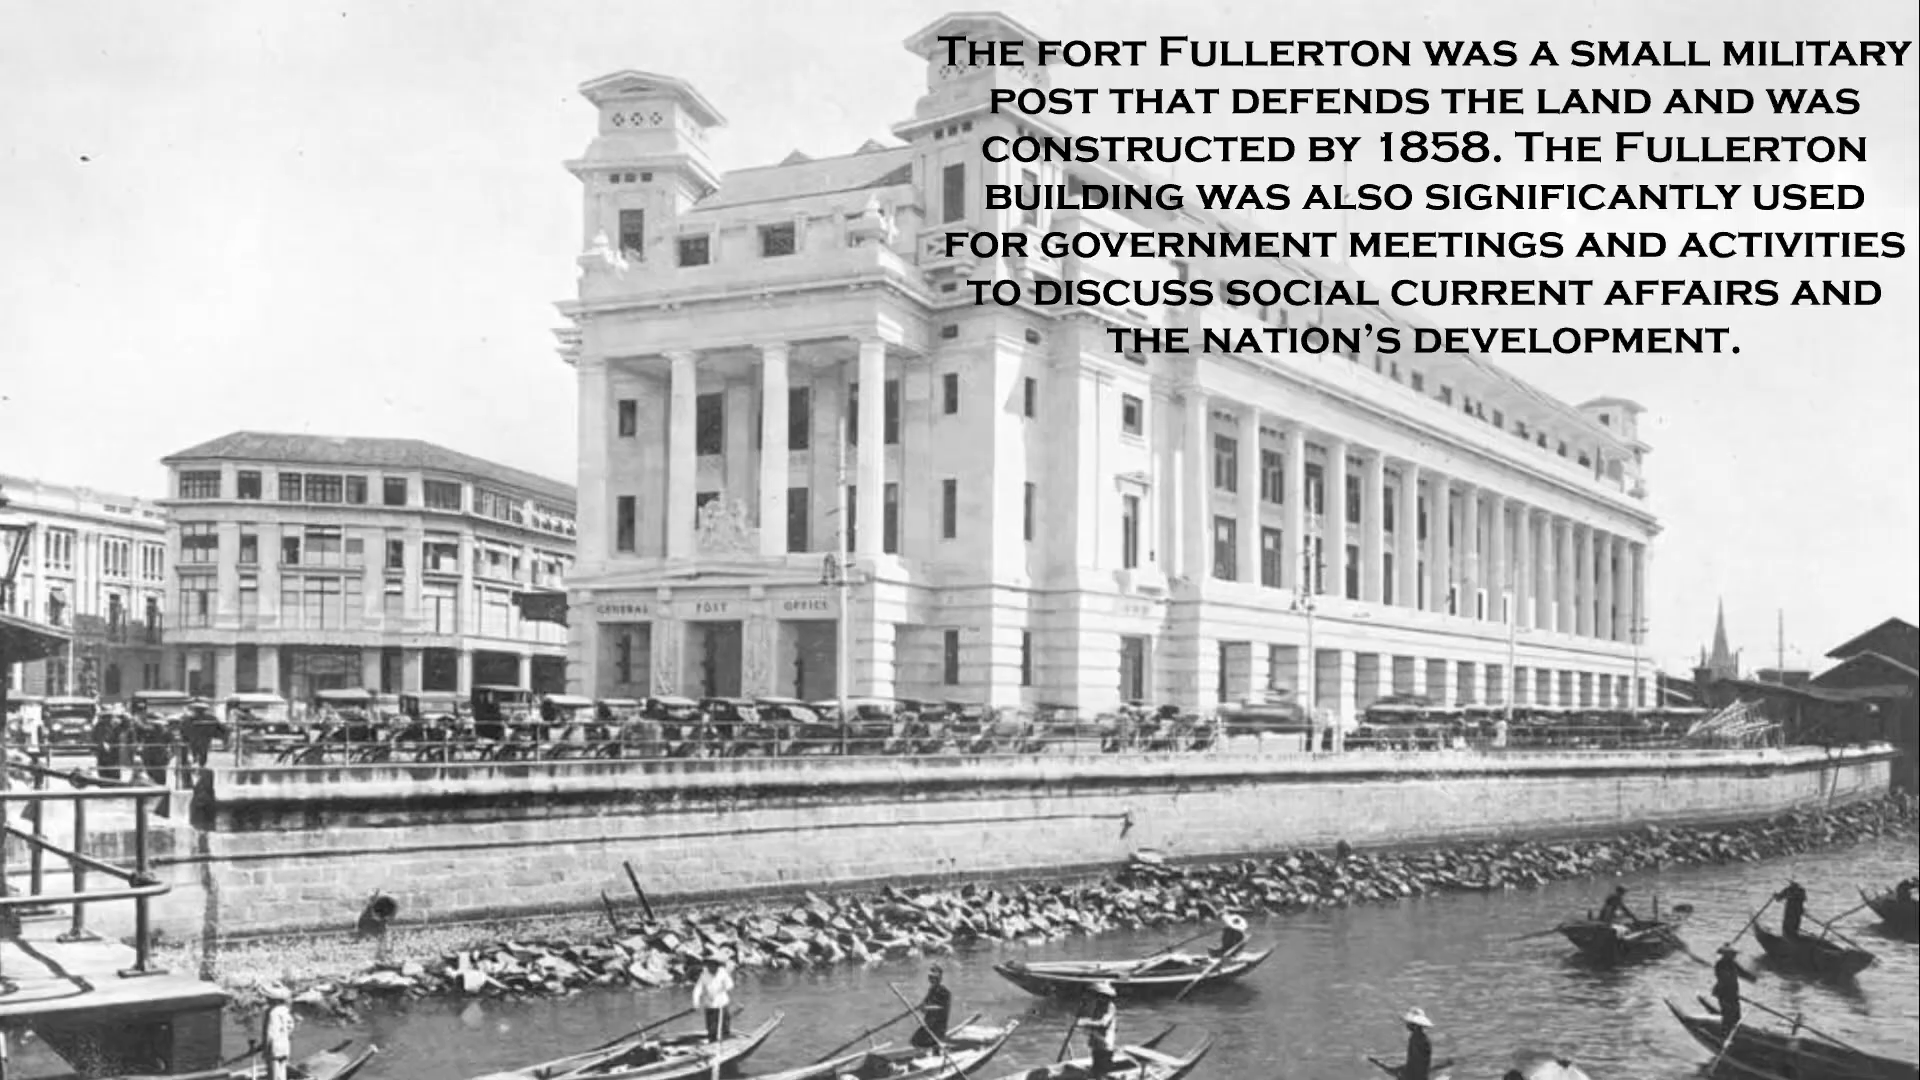 The fort Fullerton was a small military
post that defends the land and was
constructed by 1858. The Fullerton
building was also significantly used
for government meetings and activities
to discuss social current affairs and
the nation’s development.
GENERAL POST OFFICE